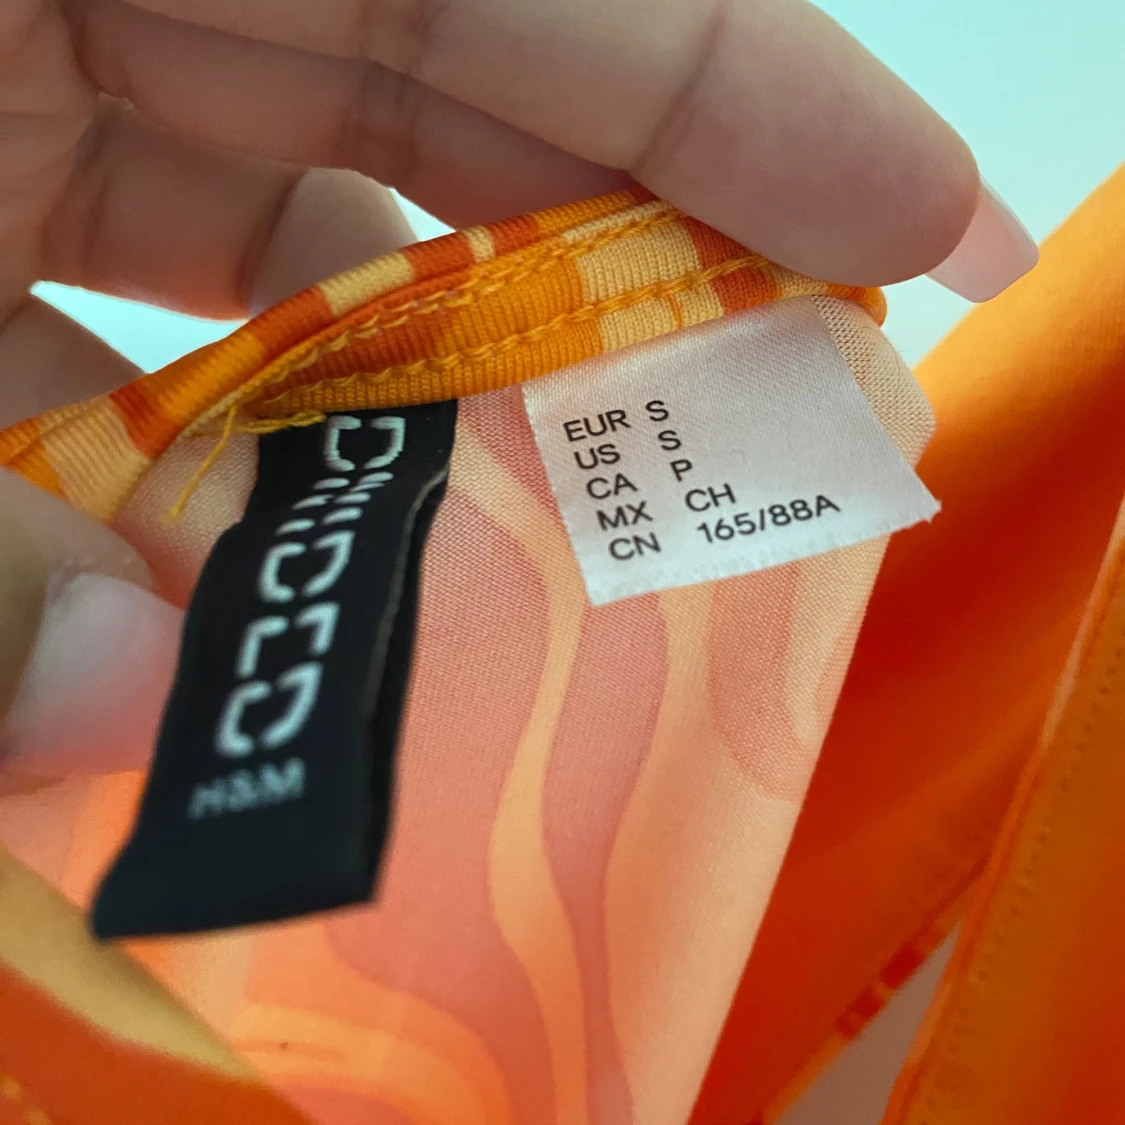 DIVIDED
H&M
EUR S
US S
CA P
MX CH
CN 165/88A